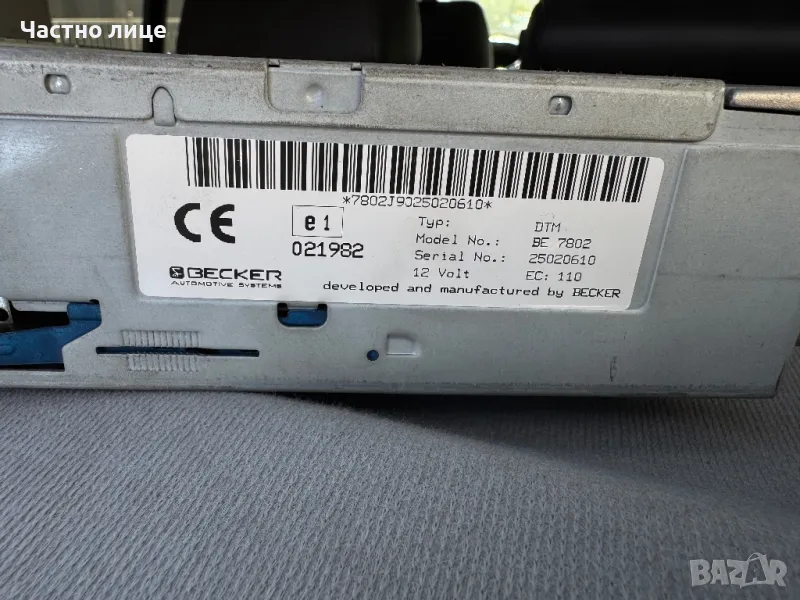 Частно лице
*7802J9025020610*
CE
e1
021982
BECKER
AUTOMOTIVE SYSTEMS
Typ: DTM
Model No.: BE 7802
Serial No.: 25020610
12 Volt EC: 110
developed and manufactured by BECKER
BAZAR